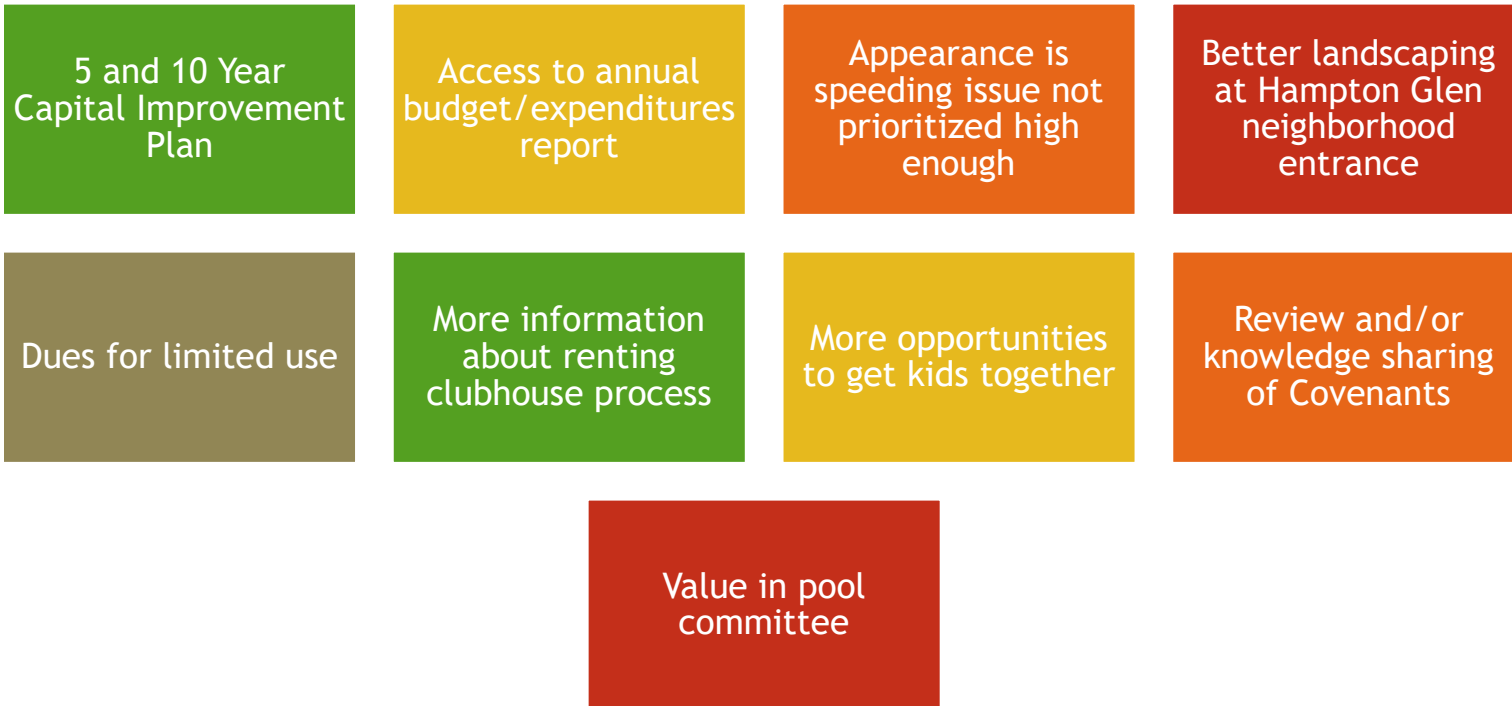 5 and 10 Year
Capital Improvement
Plan
Access to annual
budget/expenditures
report
Appearance is
speeding issue not
prioritized high
enough
Better landscaping
at Hampton Glen
neighborhood
entrance
Dues for limited use
More information
about renting
clubhouse process
More opportunities
to get kids together
Review and/or
knowledge sharing
of Covenants
Value in pool
committee